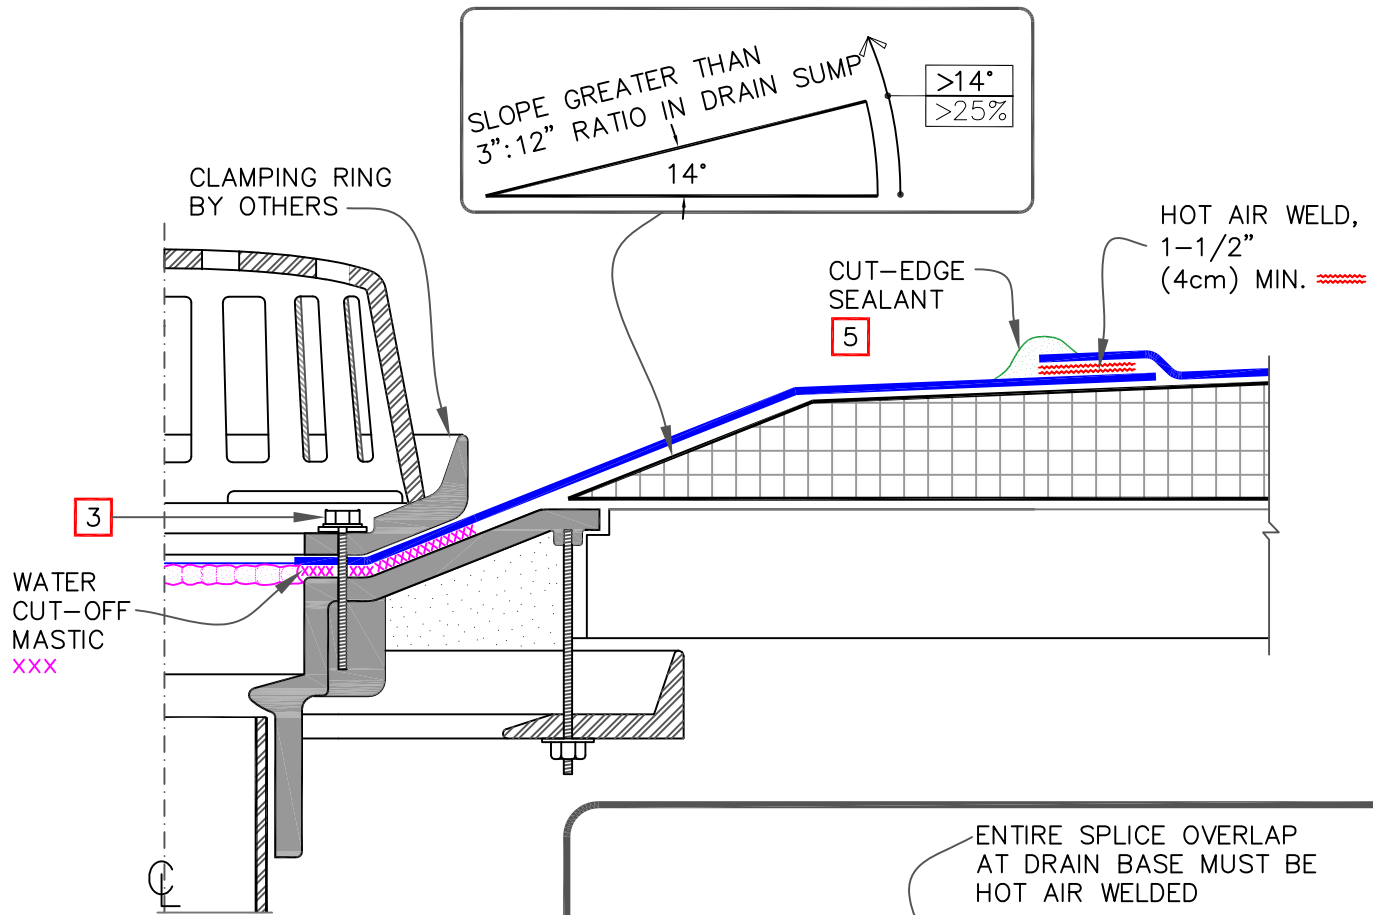 SLOPE GREATER THAN
3”:12” RATIO IN DRAIN SUMP
14°
>14°
>25%
CLAMPING RING
BY OTHERS
HOT AIR WELD,
1-1/2”
(4cm) MIN.
CUT-EDGE
SEALANT
5
3
WATER
CUT-OFF
MASTIC
XXX
℄
ENTIRE SPLICE OVERLAP
AT DRAIN BASE MUST BE
HOT AIR WELDED